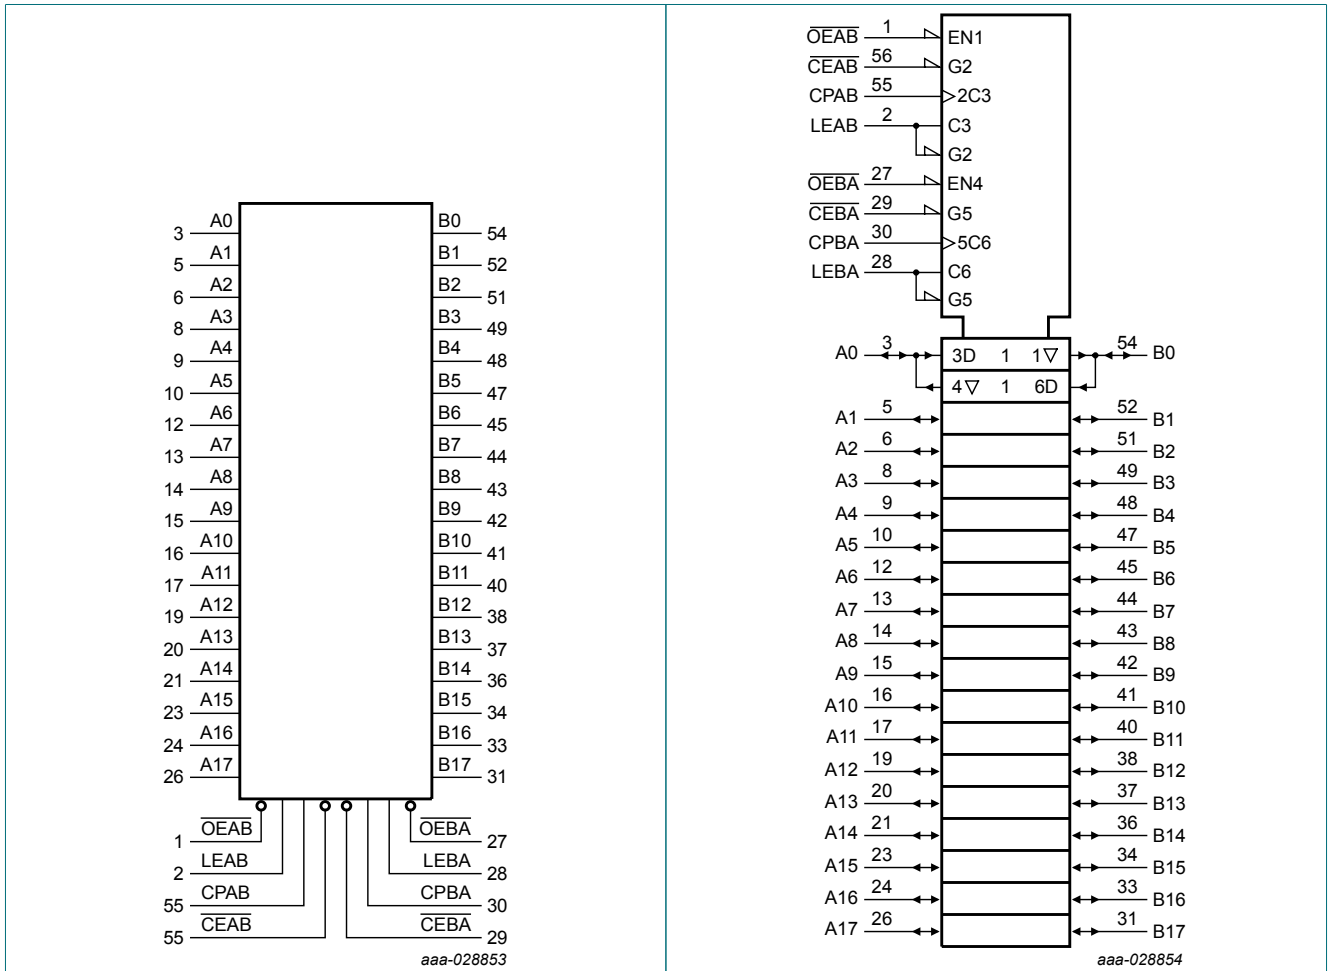 A0 B0
3 54
A1 B1
5 52
A2 B2
6 51
A3 B3
8 49
A4 B4
9 48
A5 B5
10 47
A6 B6
12 45
A7 B7
13 44
A8 B8
14 43
A9 B9
15 42
A10 B10
16 41
A11 B11
17 40
A12 B12
19 38
A13 B13
20 37
A14 B14
21 36
A15 B15
23 34
A16 B16
24 33
A17 B17
26 31
OEAB OEBA
1 27
LEAB LEBA
2 28
CPAB CPBA
55 30
CEAB CEBA
55 29
aaa-028853
OEAB 1 EN1
CEAB 56 G2
CPAB 55 2C3
LEAB 2 C3
G2
OEBA 27 EN4
CEBA 29 G5
CPBA 30 5C6
LEBA 28 C6
G5
A0 3 3D 1 1▽ 54 B0
4▽ 1 6D
A1 5 52 B1
A2 6 51 B2
A3 8 49 B3
A4 9 48 B4
A5 10 47 B5
A6 12 45 B6
A7 13 44 B7
A8 14 43 B8
A9 15 42 B9
A10 16 41 B10
A11 17 40 B11
A12 19 38 B12
A13 20 37 B13
A14 21 36 B14
A15 23 34 B15
A16 24 33 B16
A17 26 31 B17
aaa-028854